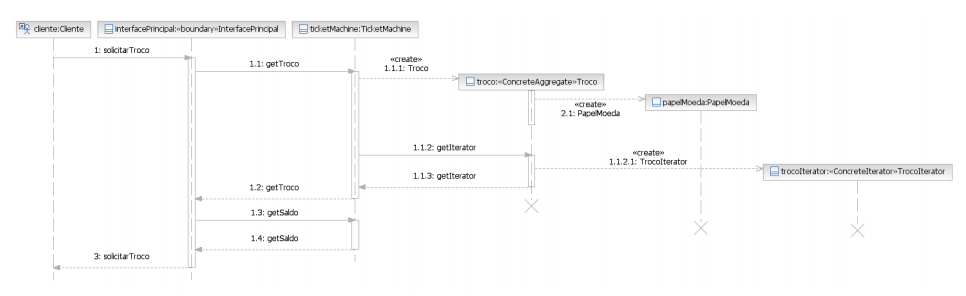 cliente:Cliente
interfacePrincipal:«boundary»InterfacePrincipal
ticketMachine:TicketMachine
1: solicitarTroco
1.1: getTroco
«create»
1.1.1: Troco
troco:«ConcreteAggregate»Troco
«create»
2.1: PapelMoeda
papelMoeda:PapelMoeda
1.1.2: getIterator
«create»
1.1.2.1: TrocoIterator
trocoIterator:«ConcreteIterator»TrocoIterator
1.1.3: getIterator
1.2: getTroco
1.3: getSaldo
1.4: getSaldo
3: solicitarTroco